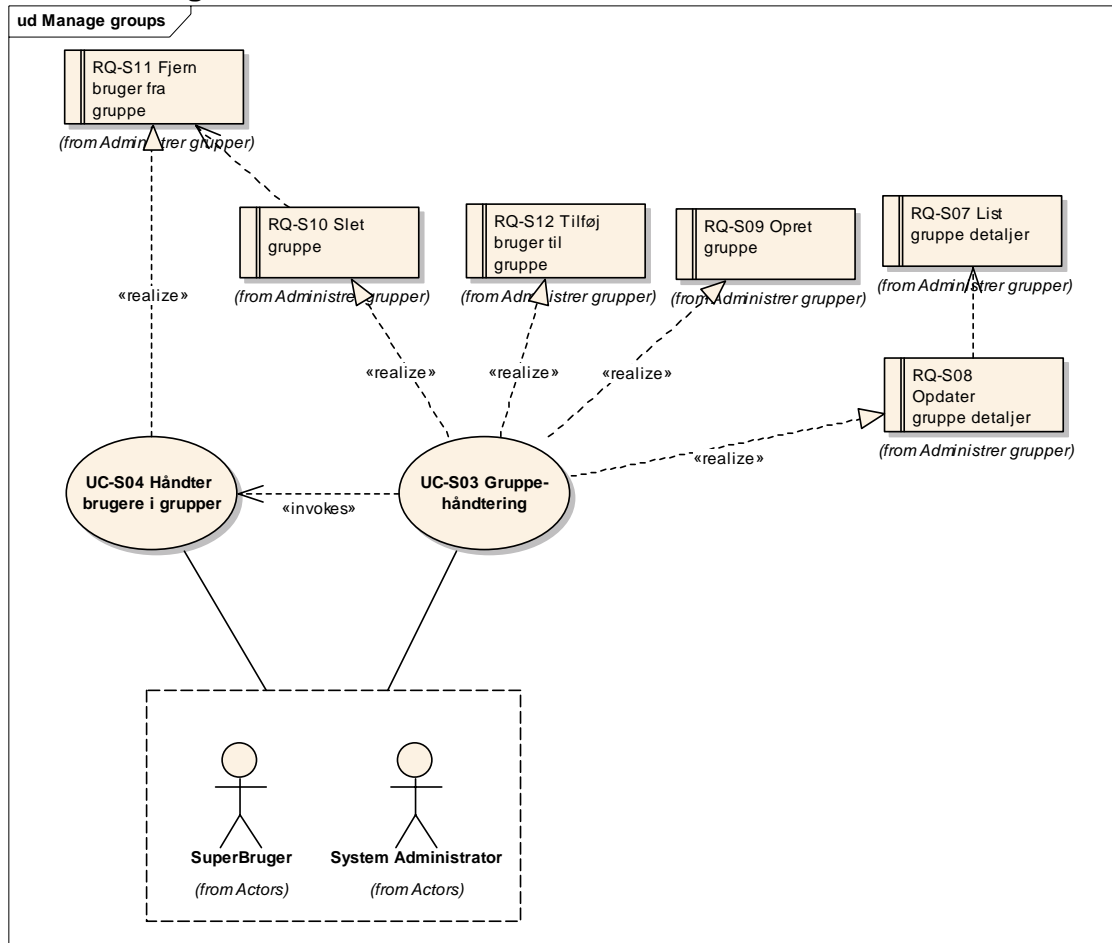 ud Manage groups
RQ-S11 Fjern
bruger fra
gruppe
(from Administrer grupper)
RQ-S10 Slet
gruppe
(from Administrer grupper)
RQ-S12 Tilføj
bruger til
gruppe
(from Administrer grupper)
RQ-S09 Opret
gruppe
(from Administrer grupper)
RQ-S07 List
gruppe detaljer
(from Administrer grupper)
«realize»
«realize»
«realize»
«realize»
RQ-S08
Opdater
gruppe detaljer
(from Administrer grupper)
«realize»
UC-S04 Håndter
brugere i grupper
«invokes»
UC-S03 Gruppe-
håndtering
SuperBruger
(from Actors)
System Administrator
(from Actors)